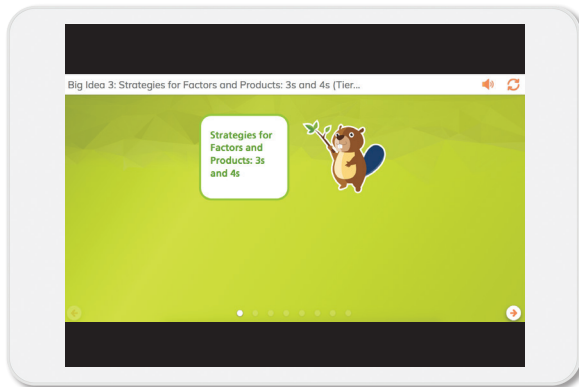 Big Idea 3: Strategies for Factors and Products: 3s and 4s (Tier...
Strategies for
Factors and
Products: 3s
and 4s